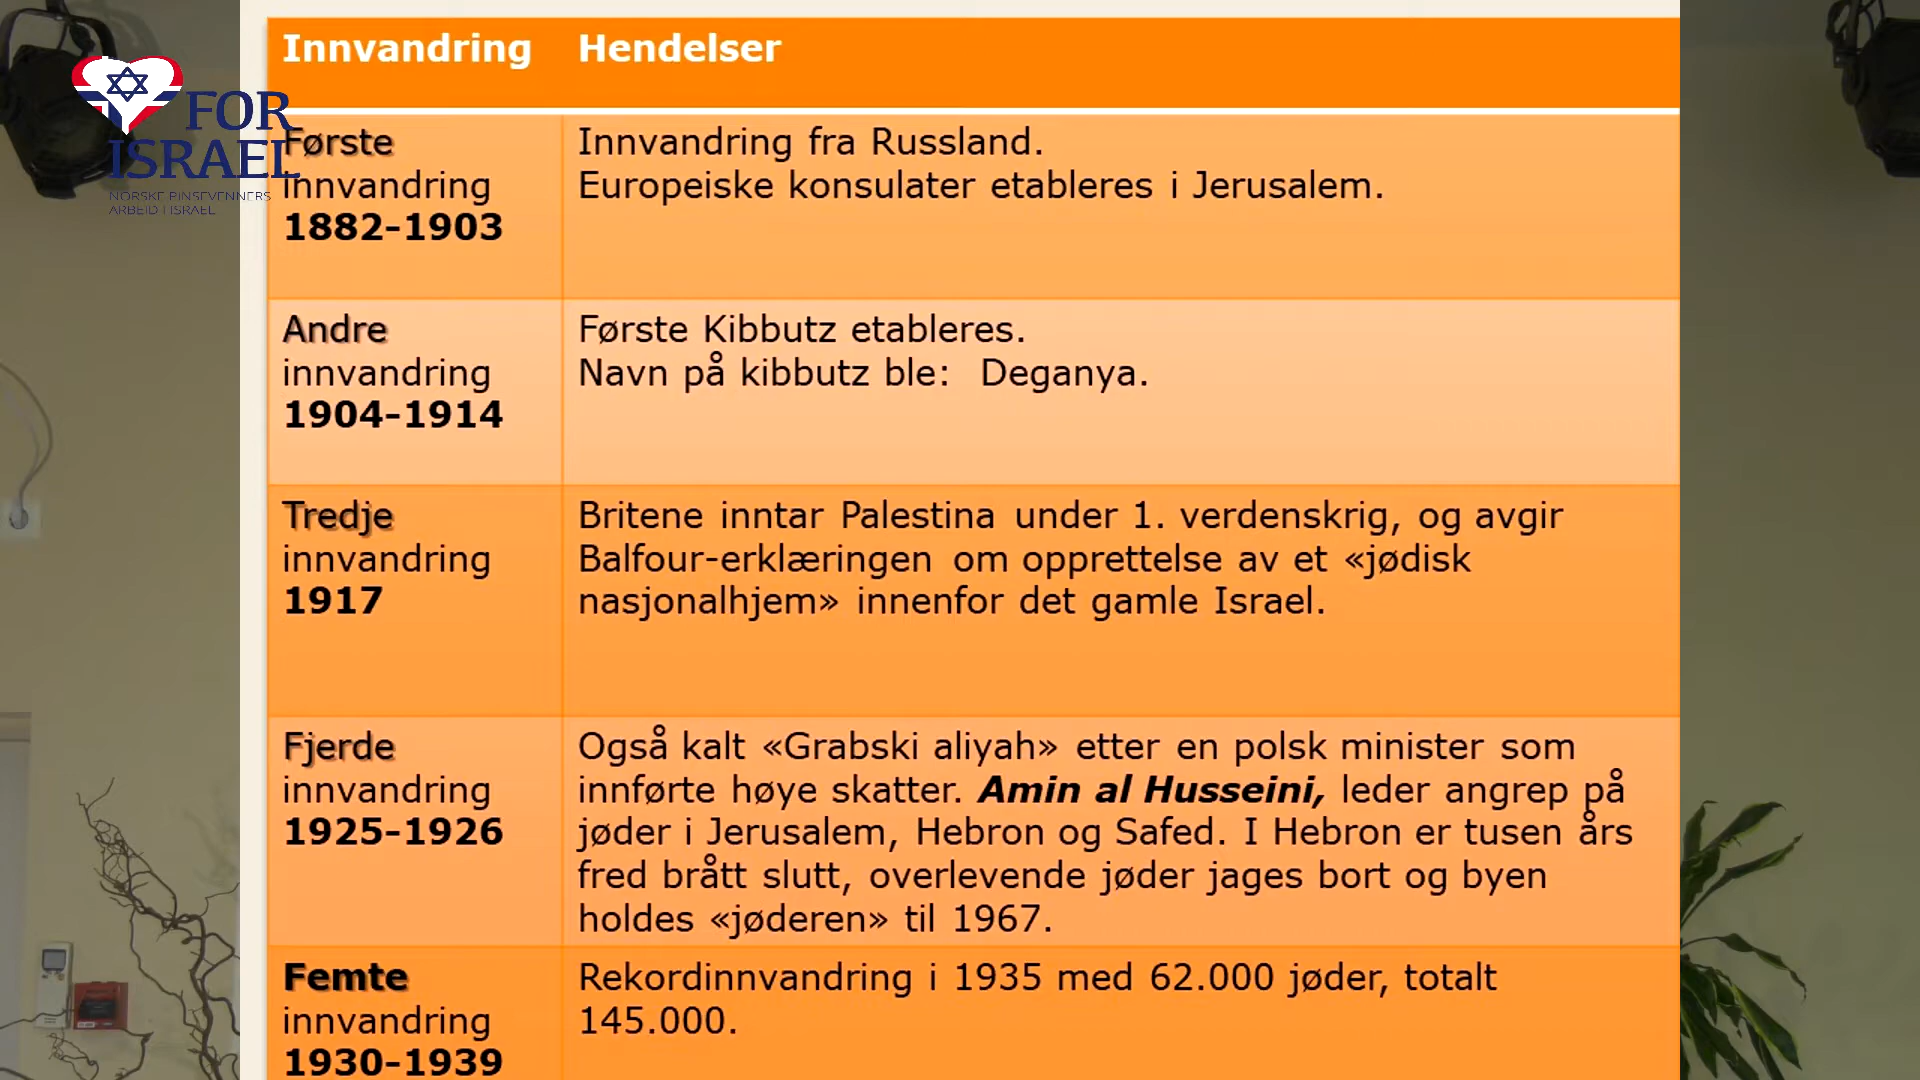 Innvandring
Hendelser
FOR
ISRAEL
NORSKE PINSEVENNERS
ARBEID I ISRAEL
Første
innvandring
1882-1903
Innvandring fra Russland.
Europeiske konsulater etableres i Jerusalem.
Andre
innvandring
1904-1914
Første Kibbutz etableres.
Navn på kibbutz ble: Deganya.
Tredje
innvandring
1917
Britene inntar Palestina under 1. verdenskrig, og avgir
Balfour-erklæringen om opprettelse av et «jødisk
nasjonalhjem» innenfor det gamle Israel.
Fjerde
innvandring
1925-1926
Også kalt «Grabski aliyah» etter en polsk minister som
innførte høye skatter. Amin al Husseini, leder angrep på
jøder i Jerusalem, Hebron og Safed. I Hebron er tusen års
fred brått slutt, overlevende jøder jages bort og byen
holdes «jøderen» til 1967.
Femte
innvandring
1930-1939
Rekordinnvandring i 1935 med 62.000 jøder, totalt
145.000.